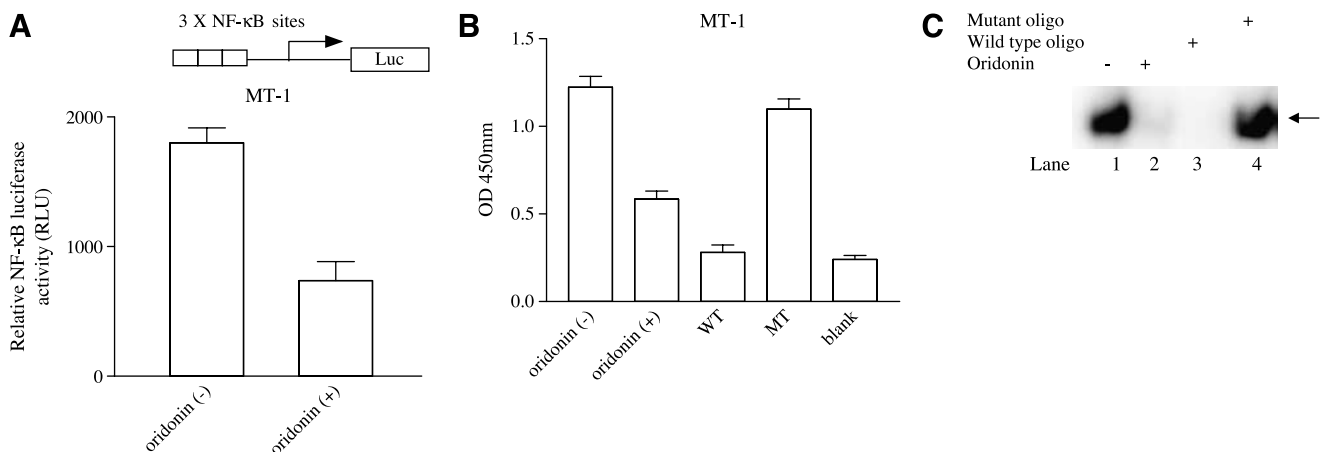 A
3 X NF-κB sites
Luc
MT-1
Relative NF-κB luciferase
activity (RLU)
2000
1000
0
oridonin (-)
oridonin (+)
B
MT-1
OD 450mm
1.5
1.0
0.5
0.0
oridonin (-)
oridonin (+)
WT
MT
blank
C
Mutant oligo +
Wild type oligo +
Oridonin - +
Lane 1 2 3 4